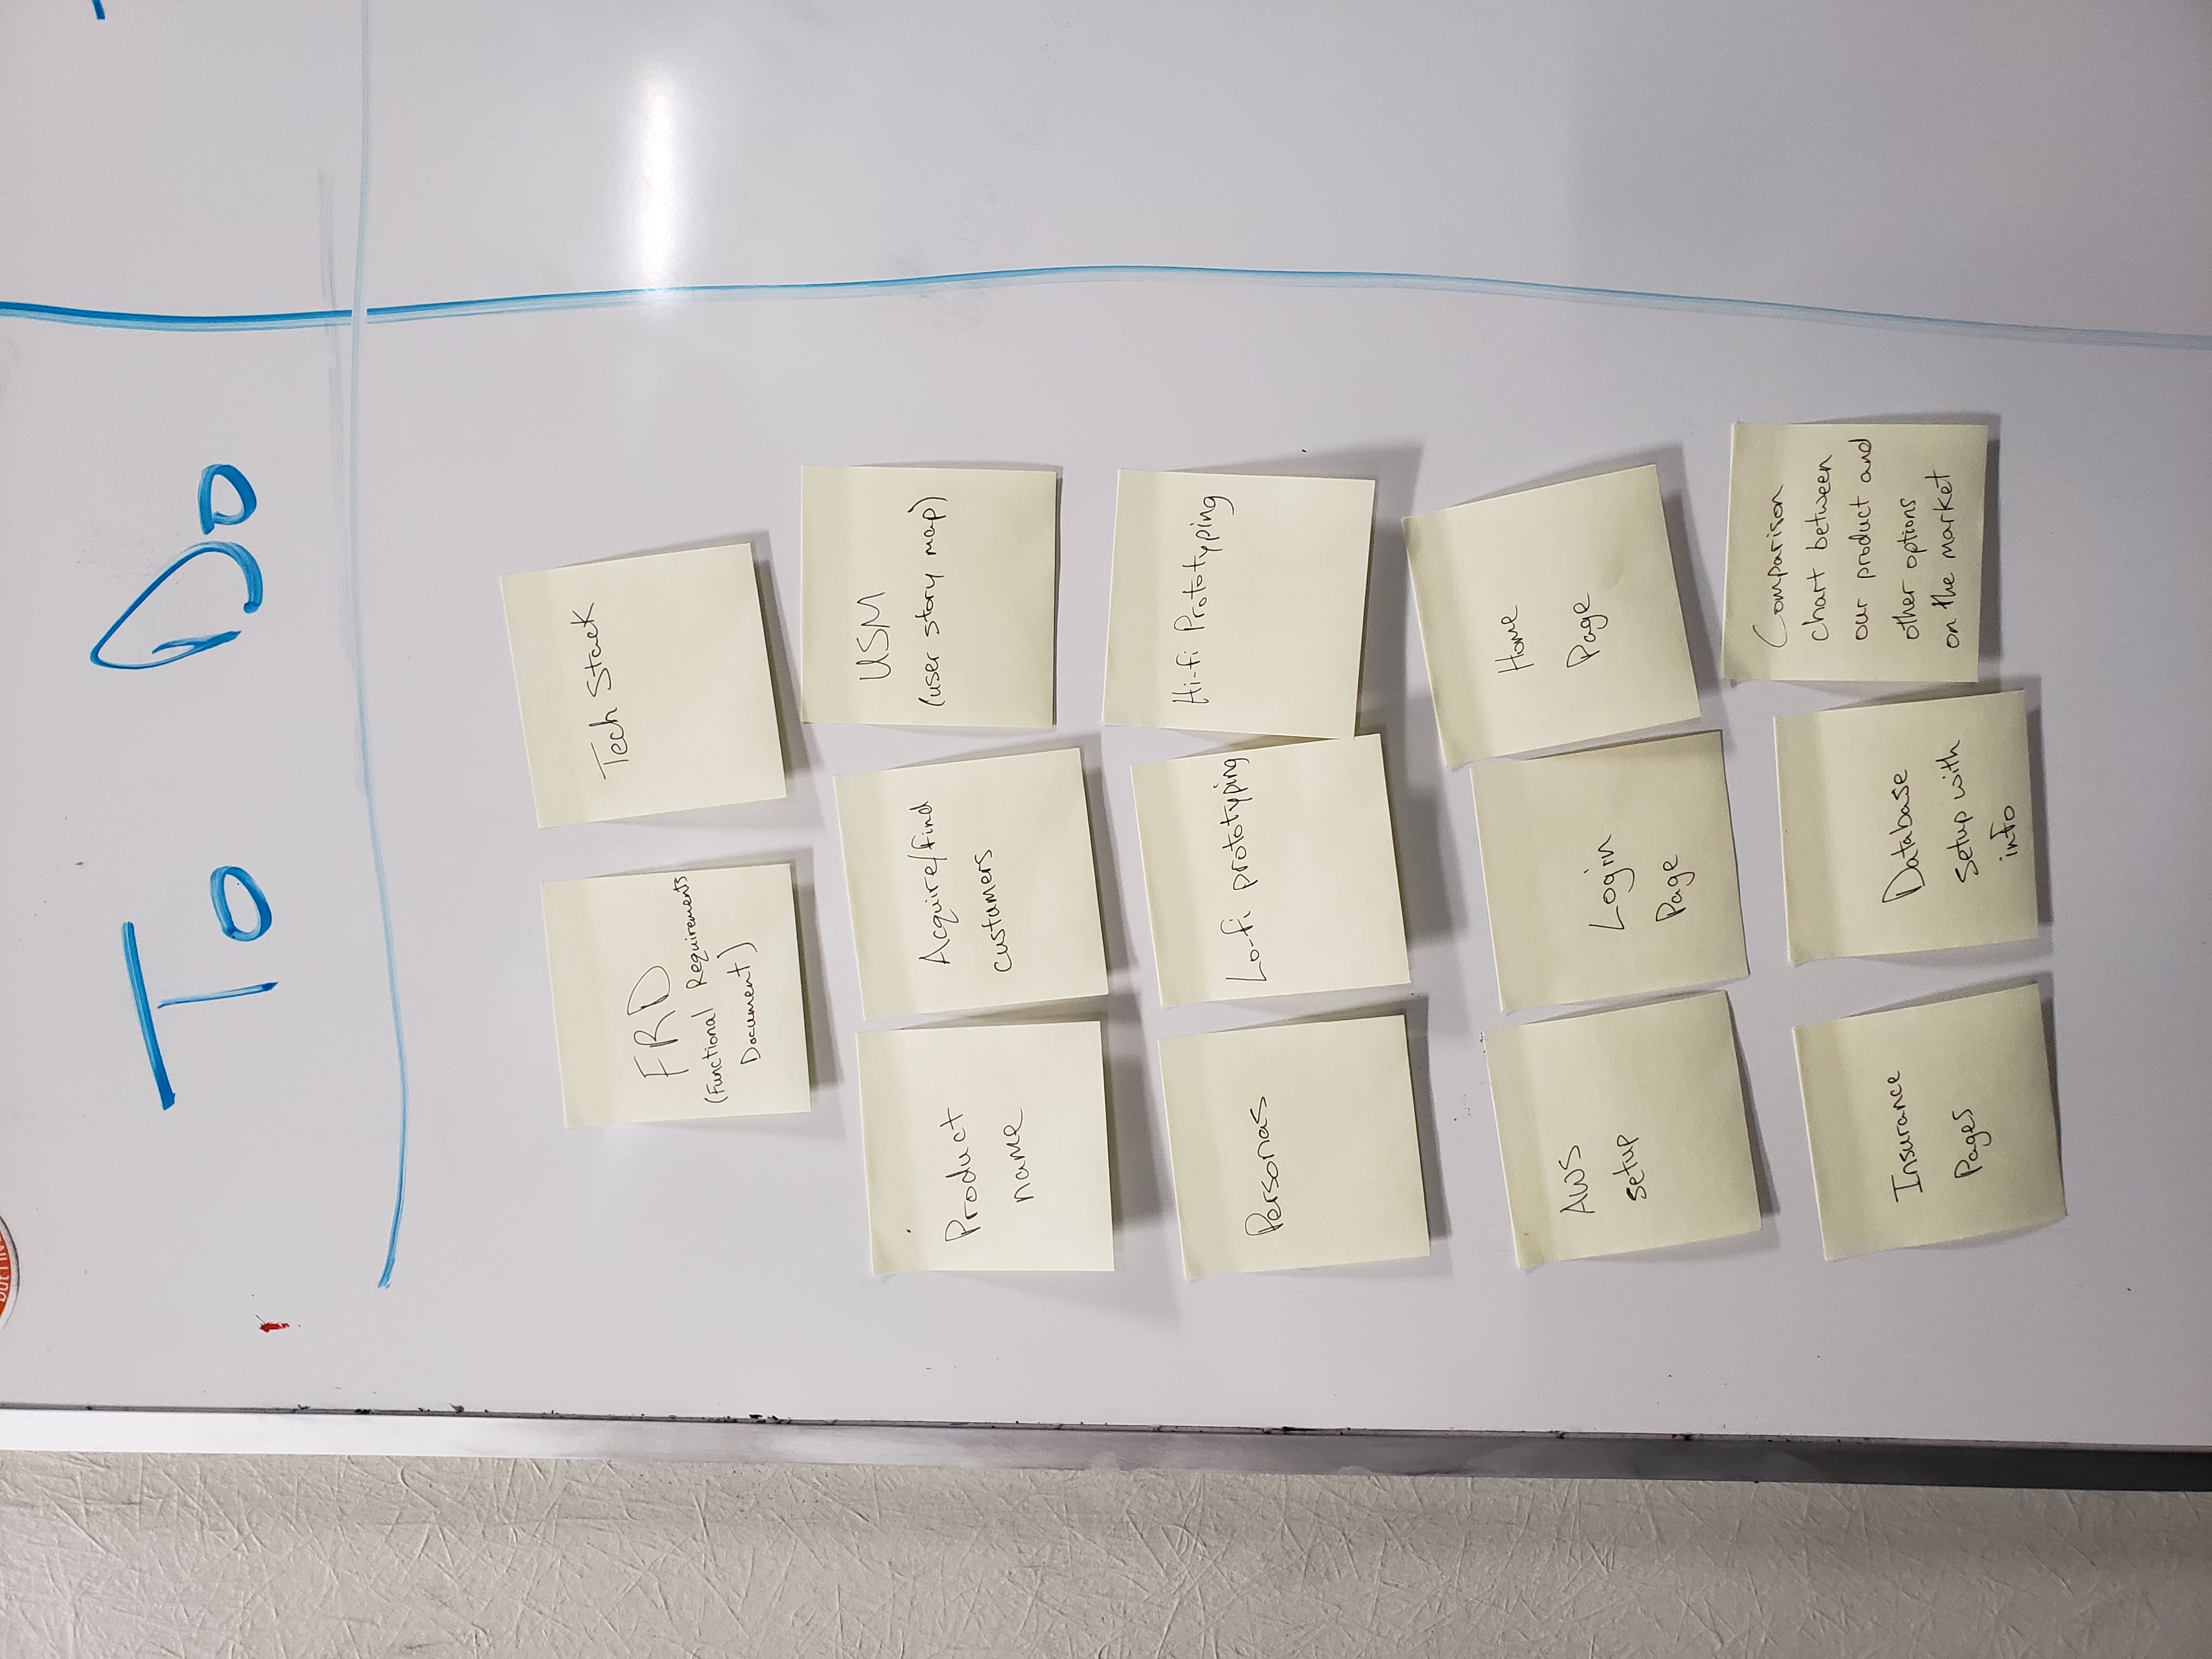 but I liv
To Do
FRD
(Functional Requirements
Document)
Tech Stack
Product
name
Acquire/find
custamers
USM
(user story map)
Personas
Lo-fi prototyping
Hi-fi Prototyping
AWS
setup
Login
Page
Home
Page
Insurance
Pages
Database
setup with
info
Comparison
chart between
our product and
other options
on the market